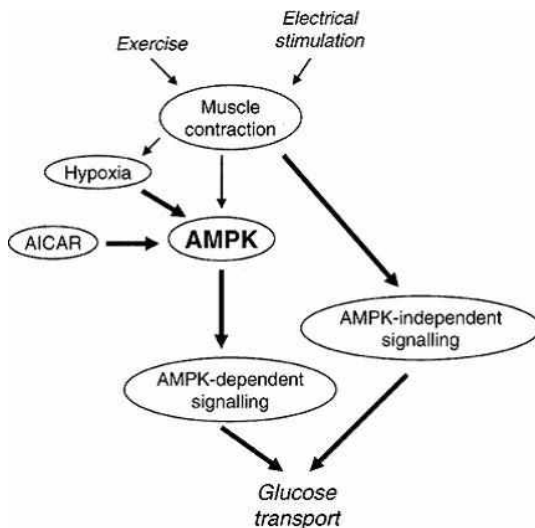 Exercise
Electrical
stimulation
Muscle
contraction
Hypoxia
AICAR
AMPK
AMPK-independent
signalling
AMPK-dependent
signalling
Glucose
transport